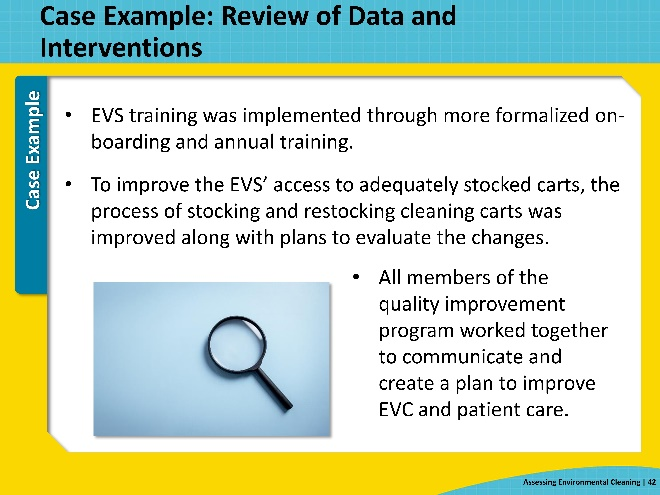 Case Example: Review of Data and
Interventions
Case Example
• EVS training was implemented through more formalized on-
boarding and annual training.
• To improve the EVS’ access to adequately stocked carts, the
process of stocking and restocking cleaning carts was
improved along with plans to evaluate the changes.
• All members of the
quality improvement
program worked together
to communicate and
create a plan to improve
EVC and patient care.
Assessing Environmental Cleaning | 42